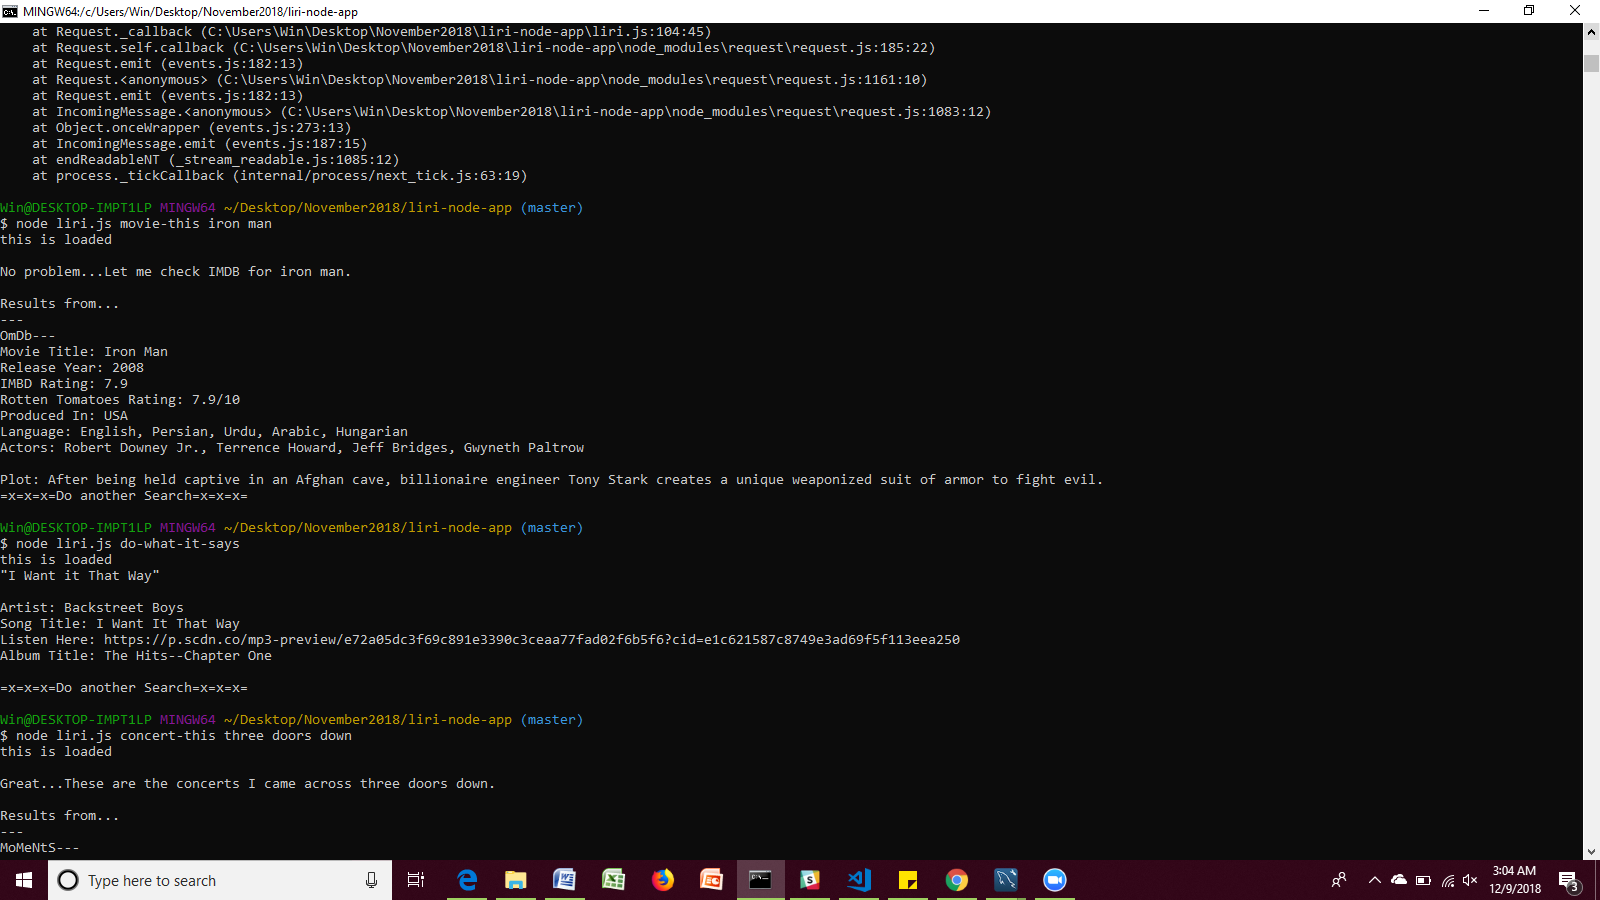 MINGW64:/c/Users/Win/Desktop/November2018/liri-node-app
at Request._callback (C:\Users\Win\Desktop\November2018\liri-node-app\liri.js:104:45)
at Request.self.callback (C:\Users\Win\Desktop\November2018\liri-node-app\node_modules\request\request.js:185:22)
at Request.emit (events.js:182:13)
at Request.<anonymous> (C:\Users\Win\Desktop\November2018\liri-node-app\node_modules\request\request.js:1161:10)
at Request.emit (events.js:182:13)
at IncomingMessage.<anonymous> (C:\Users\Win\Desktop\November2018\liri-node-app\node_modules\request\request.js:1083:12)
at Object.onceWrapper (events.js:273:13)
at IncomingMessage.emit (events.js:187:15)
at endReadableNT (_stream_readable.js:1085:12)
at process._tickCallback (internal/process/next_tick.js:63:19)
Win@DESKTOP-IMPT1LP MINGW64 ~/Desktop/November2018/liri-node-app (master)
$ node liri.js movie-this iron man
this is loaded
No problem...Let me check IMDB for iron man.
Results from...
---
OmDb---
Movie Title: Iron Man
Release Year: 2008
IMBD Rating: 7.9
Rotten Tomatoes Rating: 7.9/10
Produced In: USA
Language: English, Persian, Urdu, Arabic, Hungarian
Actors: Robert Downey Jr., Terrence Howard, Jeff Bridges, Gwyneth Paltrow
Plot: After being held captive in an Afghan cave, billionaire engineer Tony Stark creates a unique weaponized suit of armor to fight evil.
=x=x=x=Do another Search=x=x=x=
Win@DESKTOP-IMPT1LP MINGW64 ~/Desktop/November2018/liri-node-app (master)
$ node liri.js do-what-it-says
this is loaded
"I Want it That Way"
Artist: Backstreet Boys
Song Title: I Want It That Way
Listen Here: https://p.scdn.co/mp3-preview/e72a05dc3f69c891e3390c3ceaa77fad02f6b5f6?cid=e1c621587c8749e3ad69f5f113eea250
Album Title: The Hits--Chapter One
=x=x=x=Do another Search=x=x=x=
Win@DESKTOP-IMPT1LP MINGW64 ~/Desktop/November2018/liri-node-app (master)
$ node liri.js concert-this three doors down
this is loaded
Great...These are the concerts I came across three doors down.
Results from...
---
MoMeNtS---
Type here to search
3:04 AM
12/9/2018
3